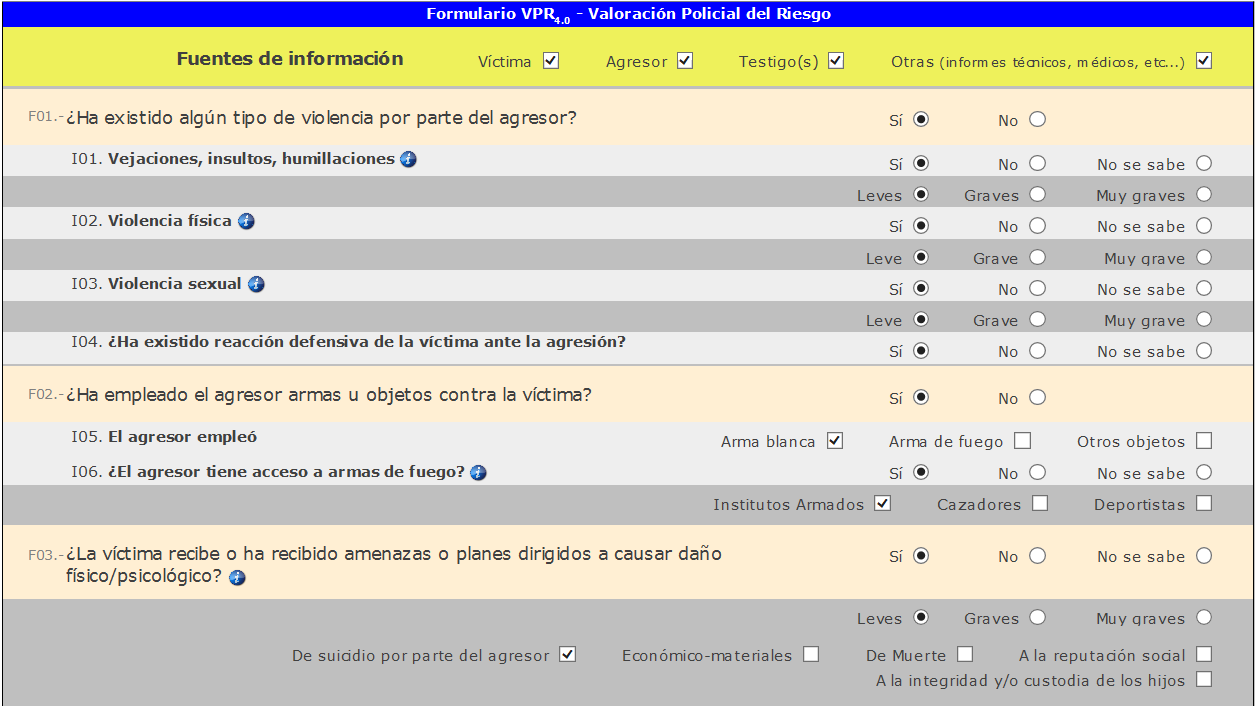 Formulario VPR4.0 - Valoración Policial del Riesgo
Fuentes de información Víctima Agresor Testigo(s) Otras (informes técnicos, médicos, etc...)
F01.- ¿Ha existido algún tipo de violencia por parte del agresor? Sí No
I01. Vejaciones, insultos, humillaciones Sí No No se sabe
Leves Graves Muy graves
I02. Violencia física Sí No No se sabe
Leve Grave Muy grave
I03. Violencia sexual Sí No No se sabe
Leve Grave Muy grave
I04. ¿Ha existido reacción defensiva de la víctima ante la agresión? Sí No No se sabe
F02.- ¿Ha empleado el agresor armas u objetos contra la víctima? Sí No
I05. El agresor empleó Arma blanca Arma de fuego Otros objetos
I06. ¿El agresor tiene acceso a armas de fuego? Sí No No se sabe
Institutos Armados Cazadores Deportistas
F03.- ¿La víctima recibe o ha recibido amenazas o planes dirigidos a causar daño Sí No No se sabe
físico/psicológico?
Leves Graves Muy graves
De suicidio por parte del agresor Económico-materiales De Muerte A la reputación social
A la integridad y/o custodia de los hijos